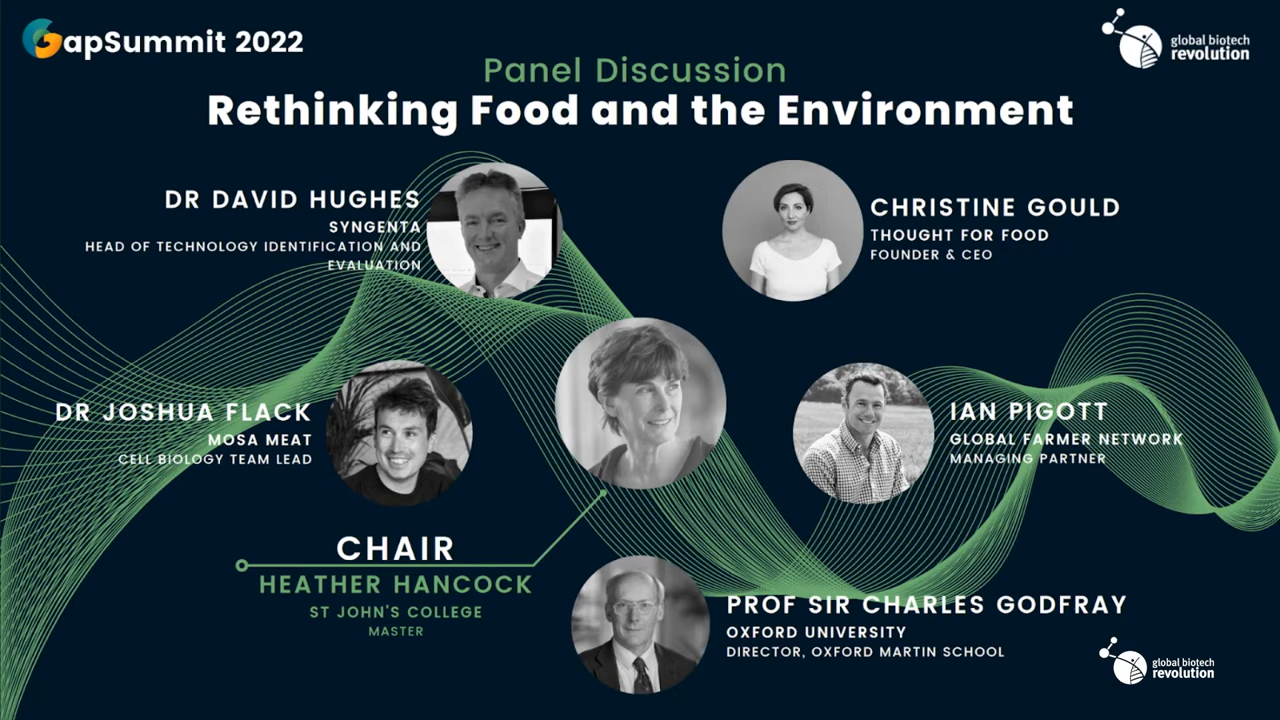 GapSummit 2022
global biotech
revolution
Panel Discussion
Rethinking Food and the Environment
DR DAVID HUGHES
SYNGENTA
HEAD OF TECHNOLOGY IDENTIFICATION AND
EVALUATION
CHRISTINE GOULD
THOUGHT FOR FOOD
FOUNDER & CEO
DR JOSHUA FLACK
MOSA MEAT
CELL BIOLOGY TEAM LEAD
IAN PIGOTT
GLOBAL FARMER NETWORK
MANAGING PARTNER
CHAIR
HEATHER HANCOCK
ST JOHN'S COLLEGE
MASTER
PROF SIR CHARLES GODFRAY
OXFORD UNIVERSITY
DIRECTOR, OXFORD MARTIN SCHOOL
global biotech
revolution